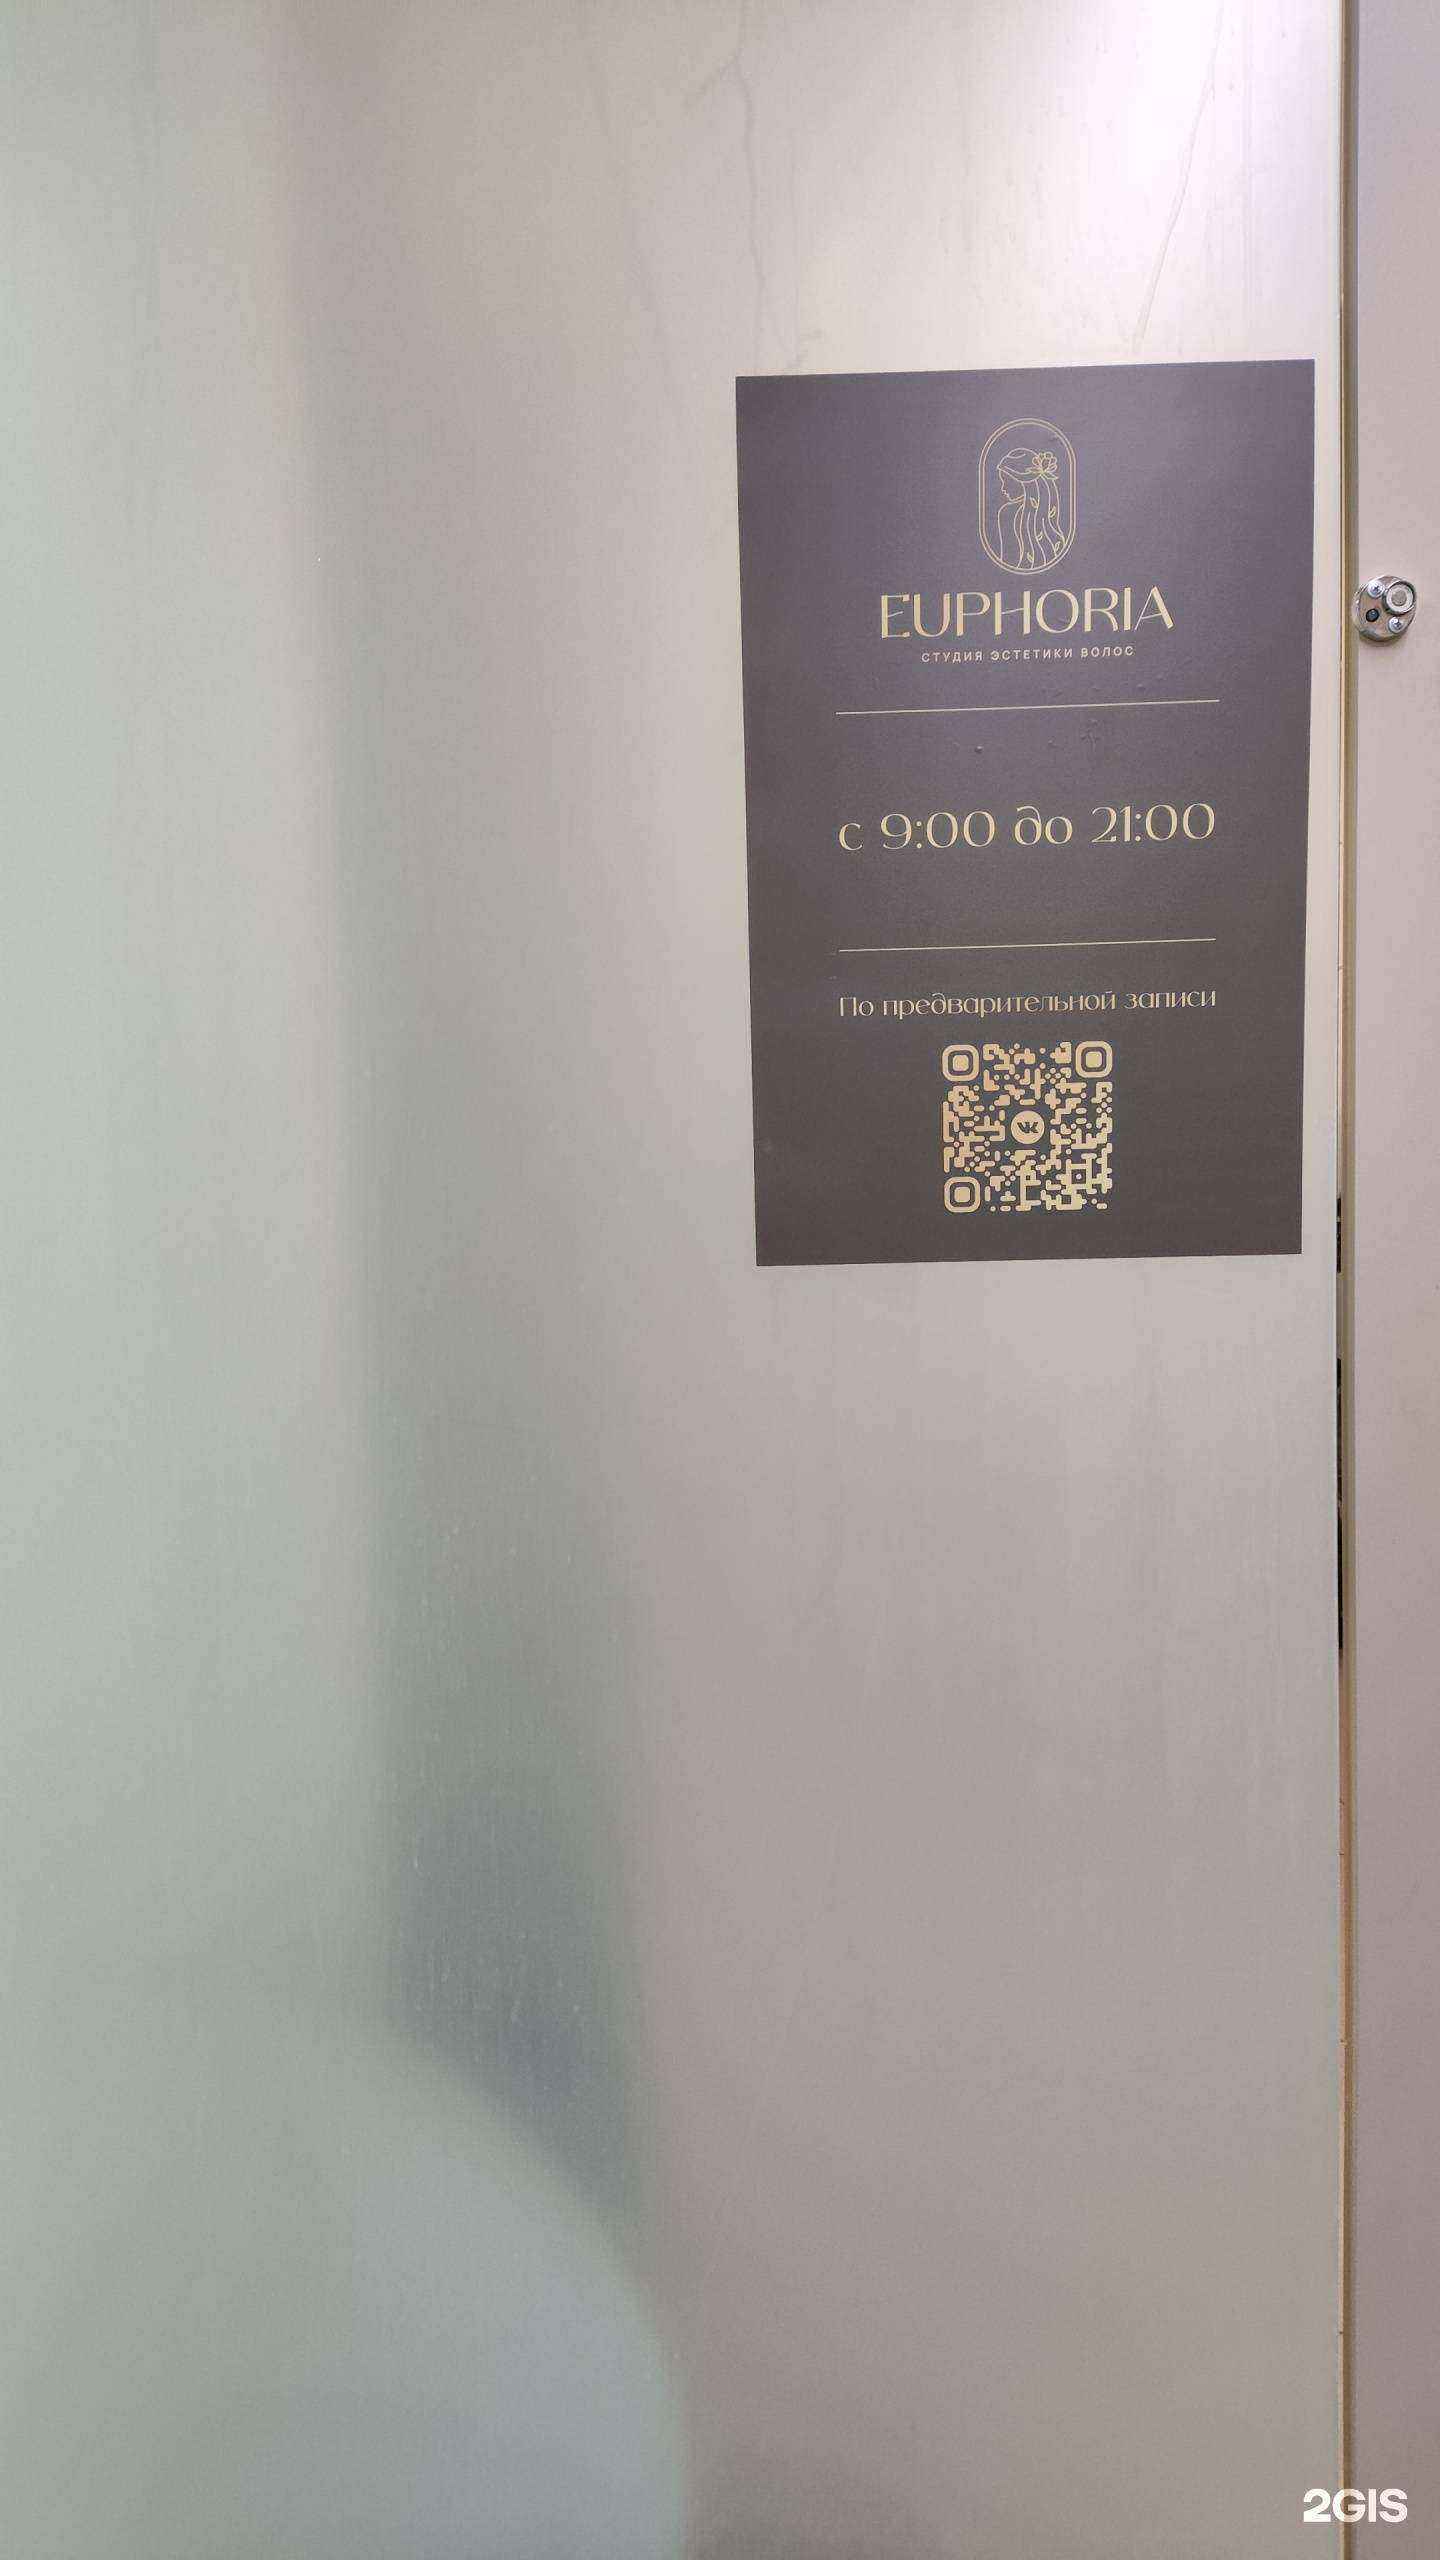 EUPHORIA
СТУДИЯ ЭСТЕТИКИ ВОЛОС
с 9:00 до 21:00
По предварительной записи
2GIS